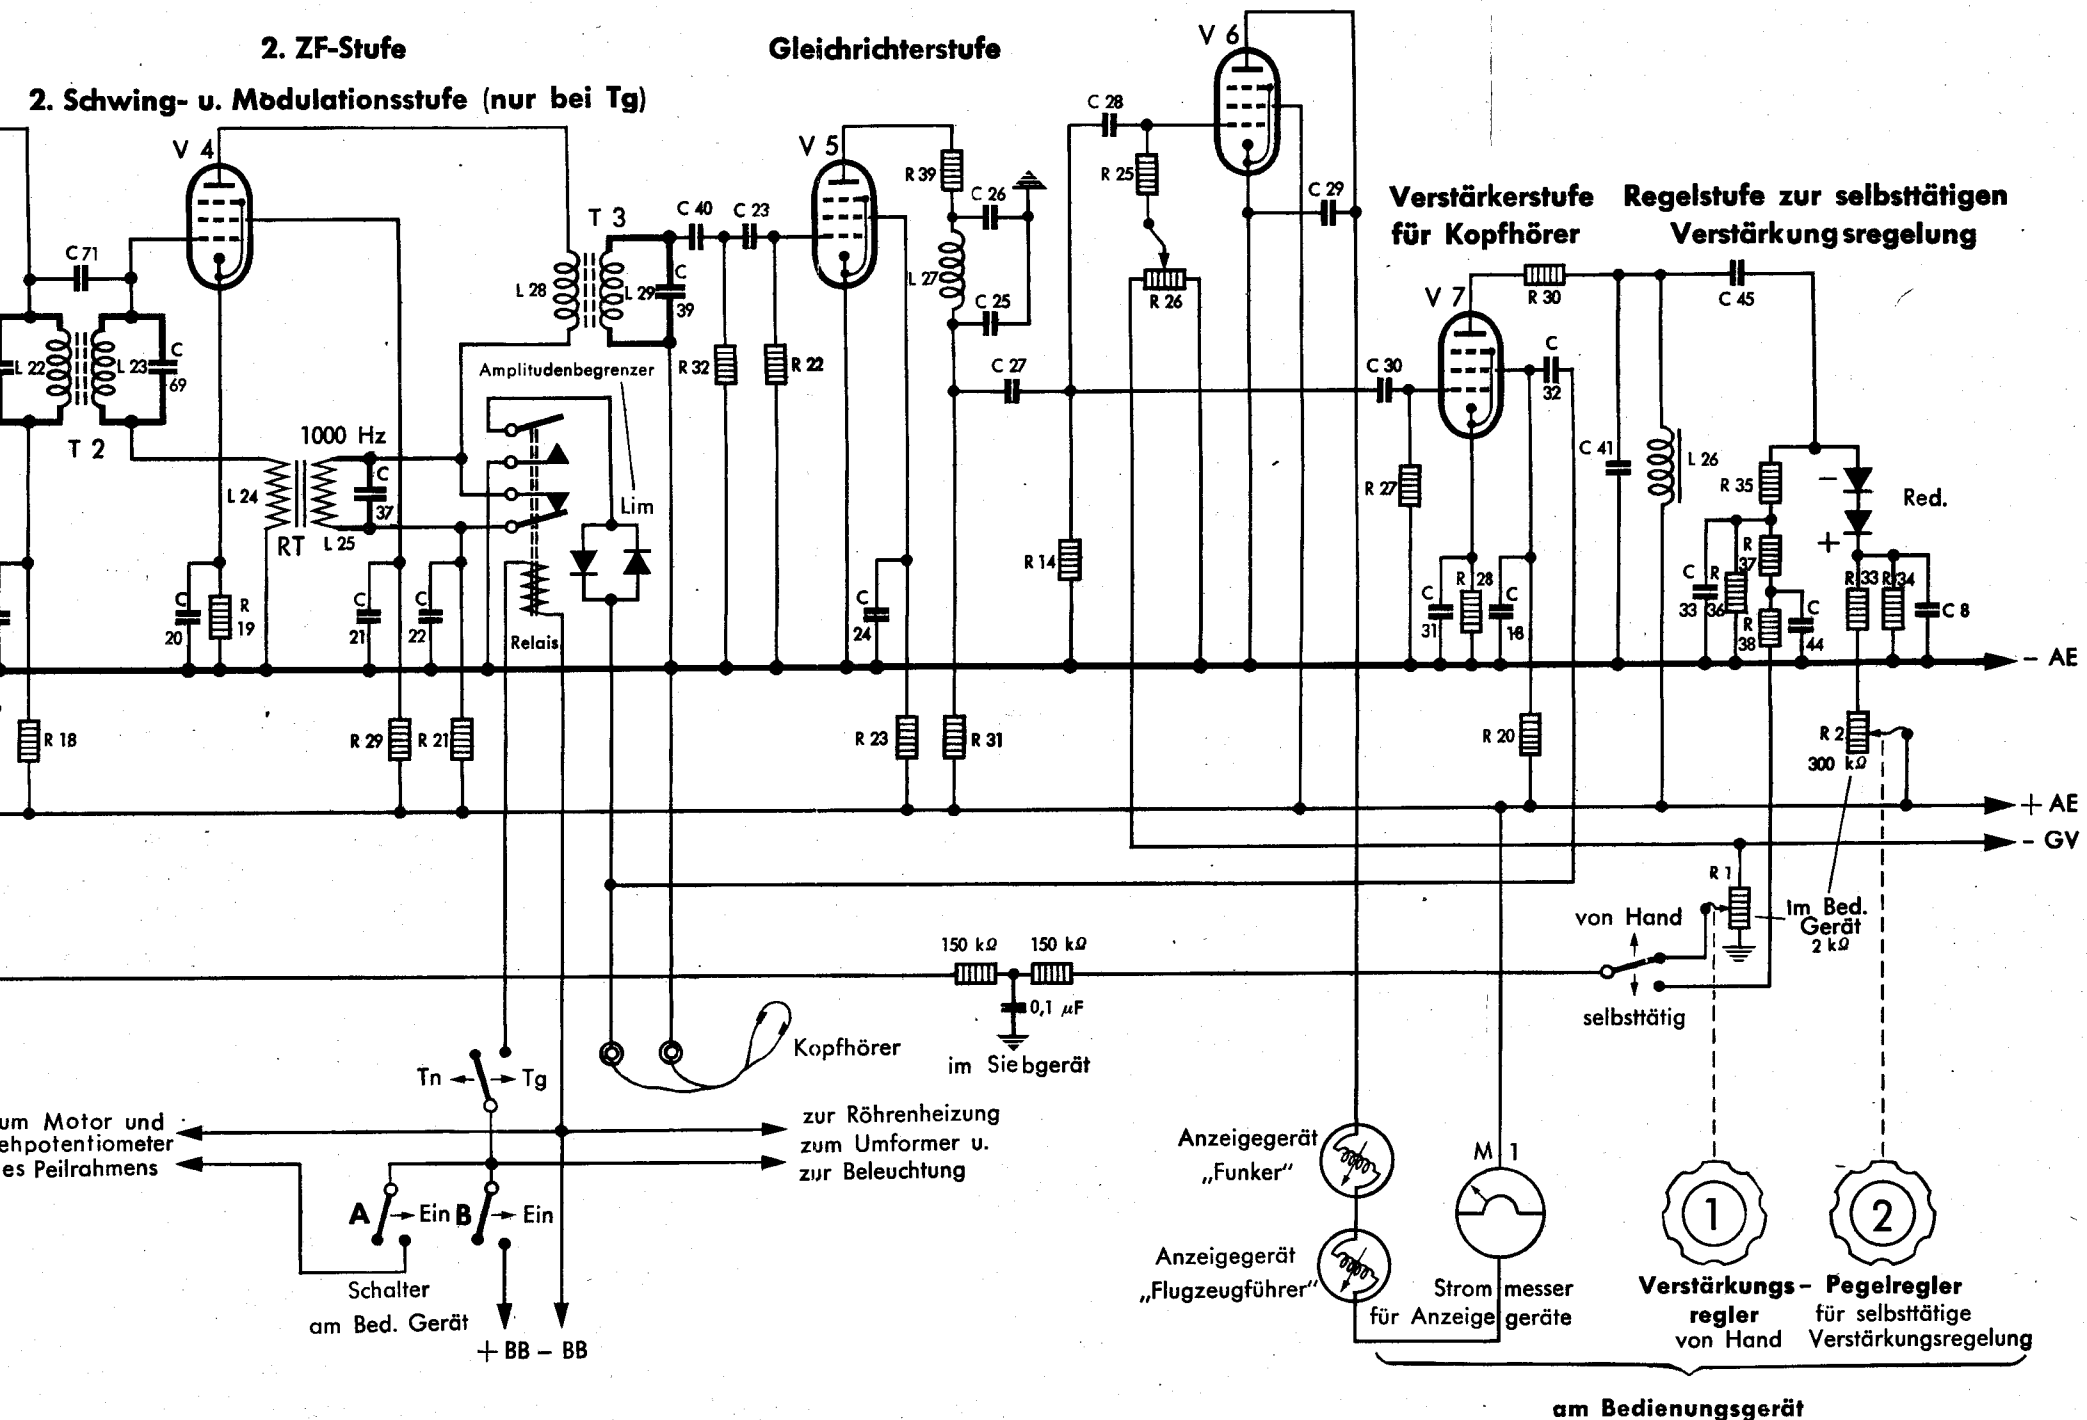 2. ZF-Stufe
2. Schwing- u. Modulationsstufe (nur bei Tg)
Gleichrichterstufe
V 6
V 4
V 5
C 28
R 39
C 26
R 25
C 29
Verstärkerstufe
für Kopfhörer
Regelstufe zur selbsttätigen
Verstärkungsregelung
T 3
C 40
C 23
C 71
L 28
L 29
C
39
L 27
C 25
R 26
V 7
R 30
C 45
L 22
L 23
C
69
T 2
Amplitudenbegrenzer
R 32
R 22
C 27
C 30
C
32
1000 Hz
L 24
C
37
RT
L 25
Lim
R 27
C 41
L 26
R 35
−
+
Red.
C
20
R
19
C
21
C
22
Relais
C
24
R 14
C
31
R 28
C
18
C
33
R
36
R
37
R
38
C
44
R 33
R 34
C 8
− AE
R 18
R 29
R 21
R 23
R 31
R 20
R 2
300 kΩ
+ AE
− GV
R 1
im Bed.
Gerät
2 kΩ
von Hand
selbsttätig
150 kΩ
150 kΩ
0,1 µF
im Siebgerät
Kopfhörer
Tn
Tg
um Motor und
ehpotentiometer
es Peilrahmens
zur Röhrenheizung
zum Umformer u.
zur Beleuchtung
A
Ein
B
Ein
Schalter
am Bed. Gerät
+ BB − BB
Anzeigegerät
„Funker“
Anzeigegerät
„Flugzeugführer“
M 1
Strommesser
für Anzeigegeräte
1
2
Verstärkungs-
regler
von Hand
Pegelregler
für selbsttätige
Verstärkungsregelung
am Bedienungsgerät